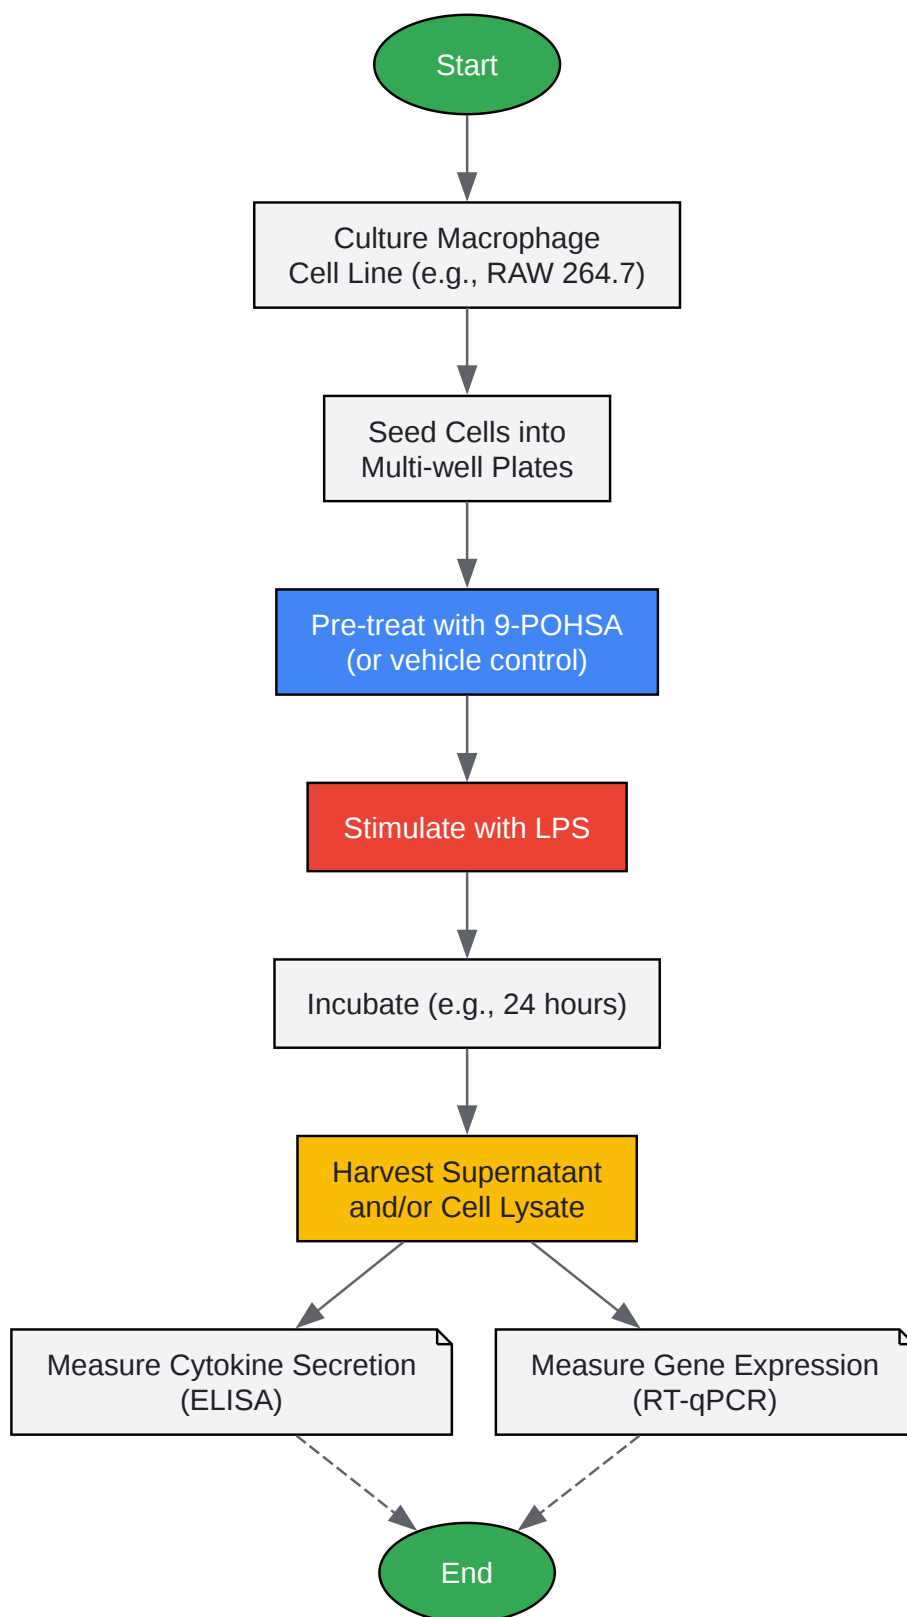 Start
Culture Macrophage
Cell Line (e.g., RAW 264.7)
Seed Cells into
Multi-well Plates
Pre-treat with 9-POHSA
(or vehicle control)
Stimulate with LPS
Incubate (e.g., 24 hours)
Harvest Supernatant
and/or Cell Lysate
Measure Cytokine Secretion
(ELISA)
Measure Gene Expression
(RT-qPCR)
End